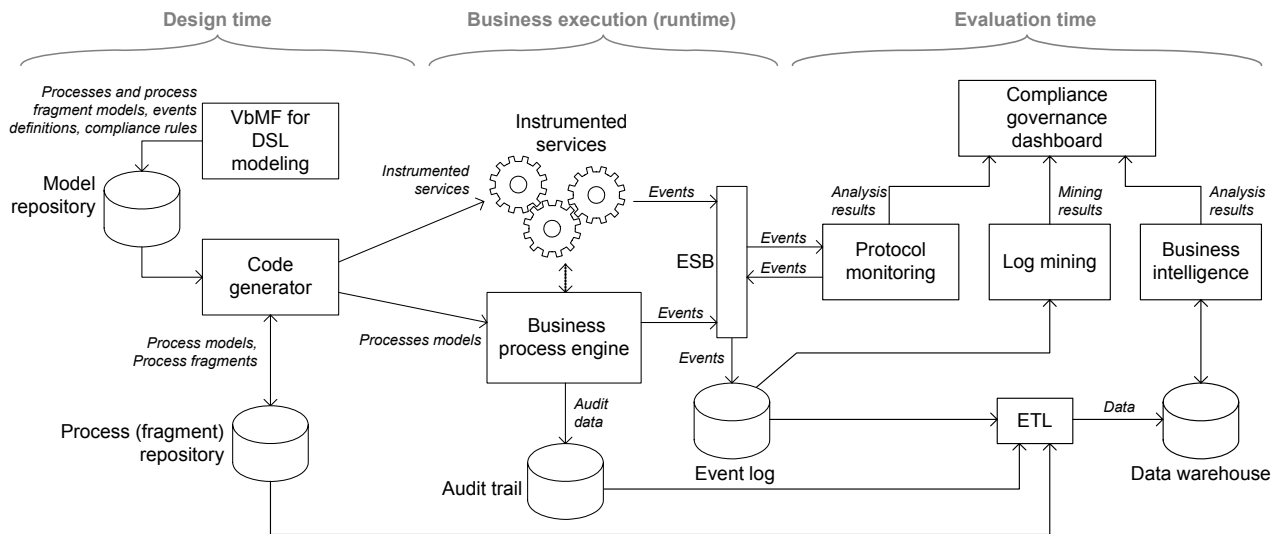 Design time
Business execution (runtime)
Evaluation time
Processes and process
fragment models, events
definitions, compliance rules
VbMF for
DSL
modeling
Model
repository
Code
generator
Process models,
Process fragments
Process (fragment)
repository
Instrumented
services
Instrumented
services
Processes models
Business
process engine
Audit
data
Audit trail
Events
Events
ESB
Events
Event log
Events
Events
Protocol
monitoring
Analysis
results
Compliance
governance
dashboard
Mining
results
Log mining
Analysis
results
Business
intelligence
ETL
Data
Data warehouse